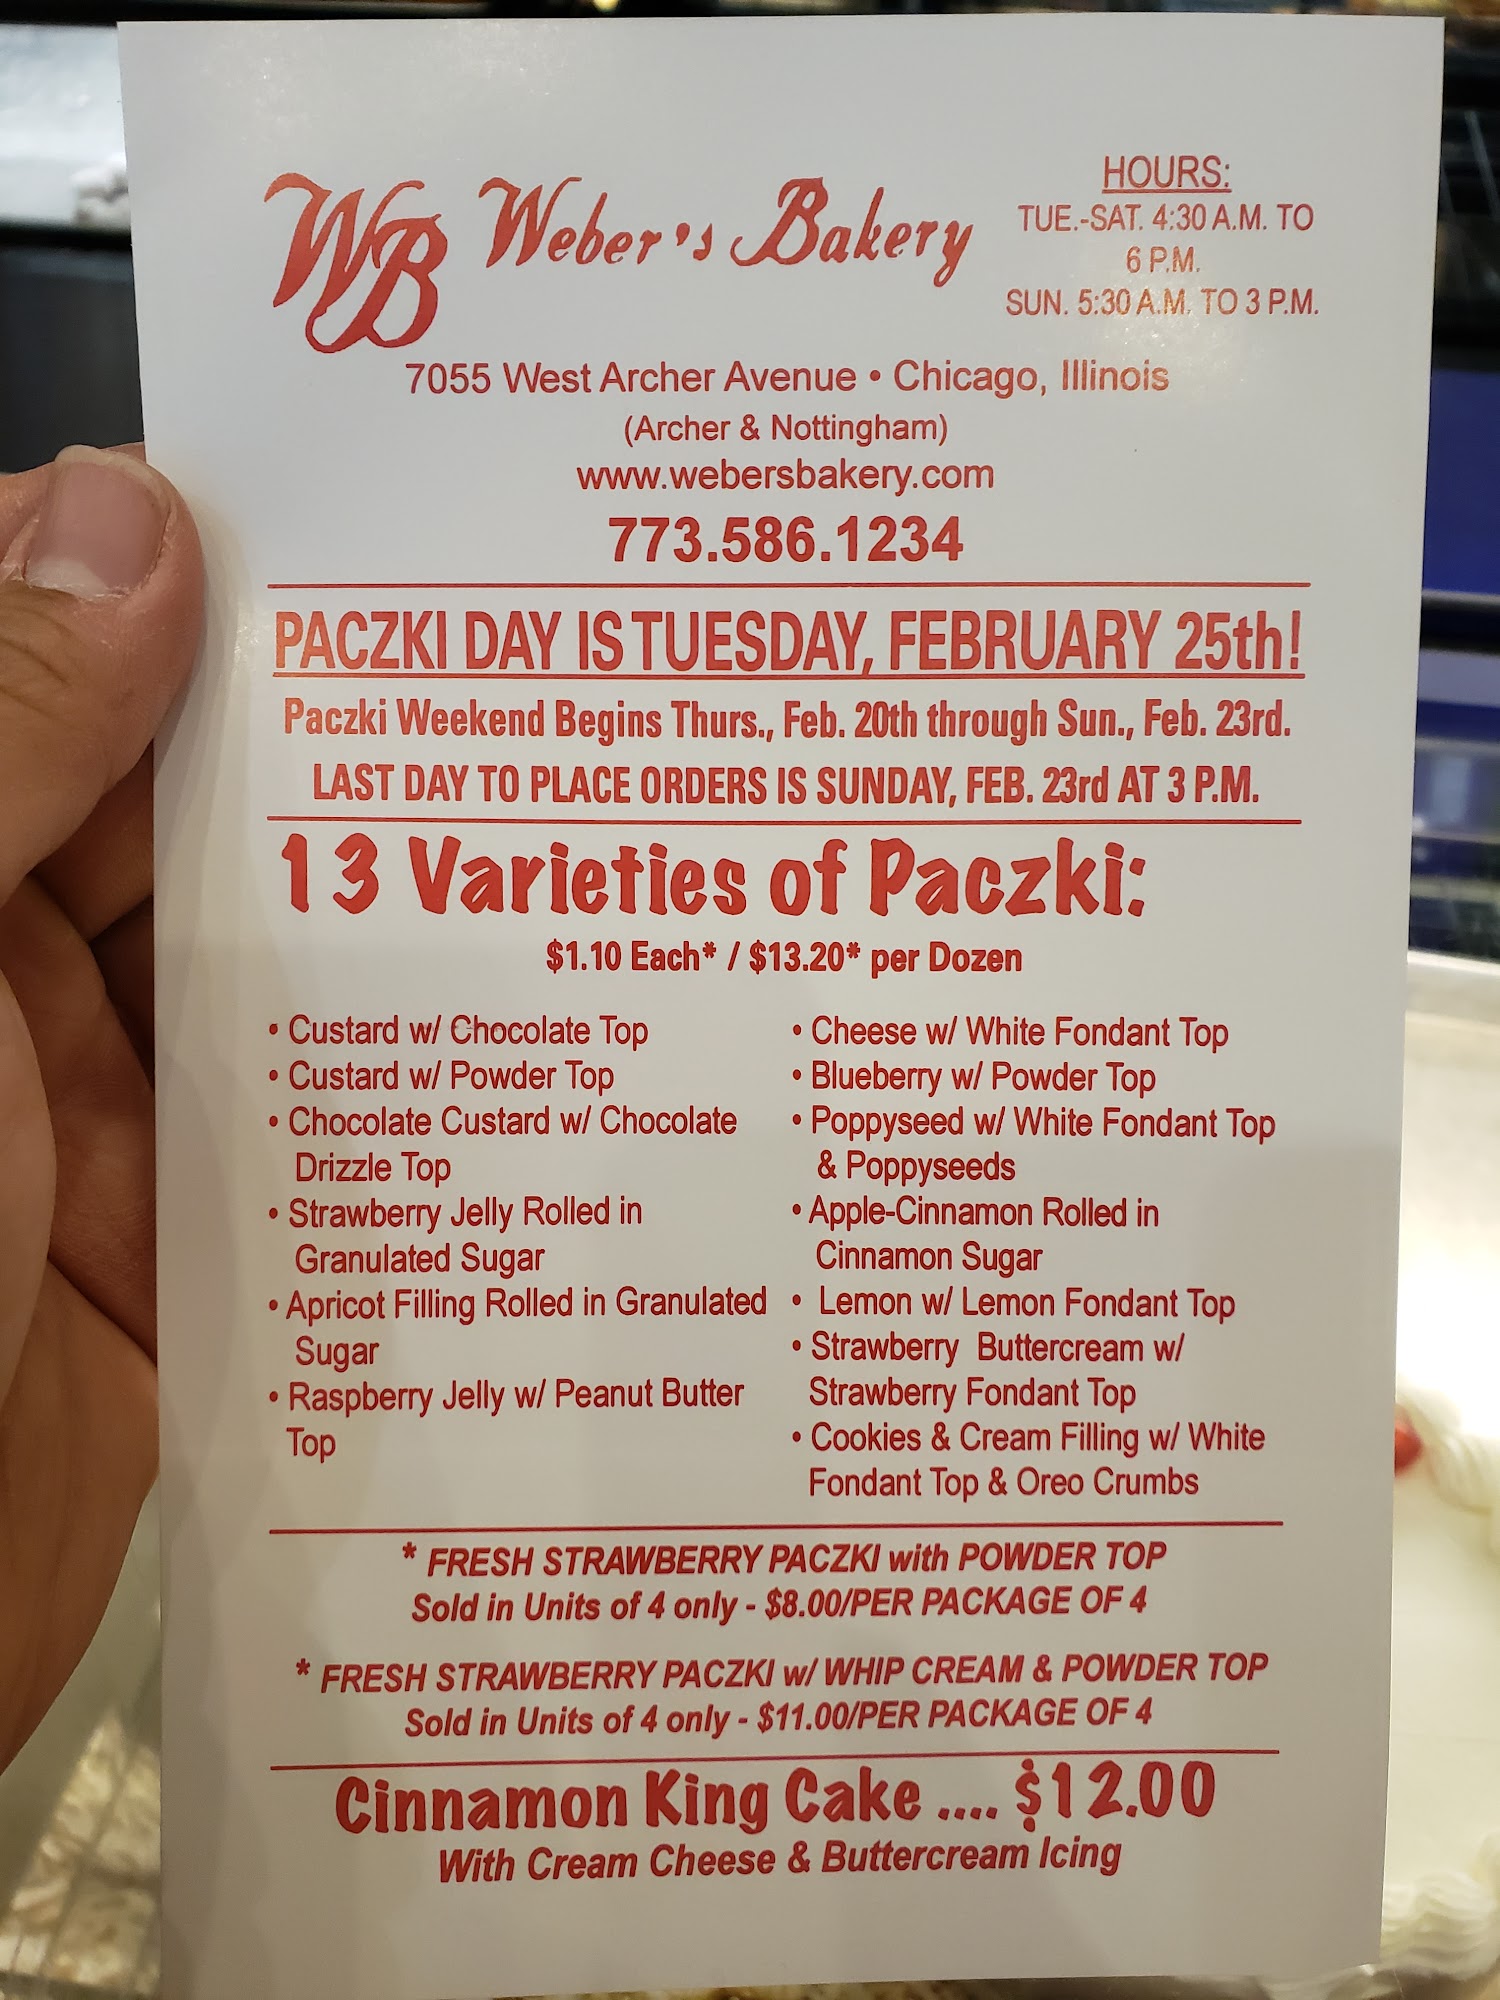 WB Weber's Bakery
HOURS:
TUE.-SAT. 4:30 A.M. TO
6 P.M.
SUN. 5:30 A.M. TO 3 P.M.
7055 West Archer Avenue • Chicago, Illinois
(Archer & Nottingham)
www.webersbakery.com
773.586.1234
PACZKI DAY IS TUESDAY, FEBRUARY 25th!
Paczki Weekend Begins Thurs., Feb. 20th through Sun., Feb. 23rd.
LAST DAY TO PLACE ORDERS IS SUNDAY, FEB. 23rd AT 3 P.M.
13 Varieties of Paczki:
$1.10 Each* / $13.20* per Dozen
• Custard w/ Chocolate Top
• Custard w/ Powder Top
• Chocolate Custard w/ Chocolate
Drizzle Top
• Strawberry Jelly Rolled in
Granulated Sugar
• Apricot Filling Rolled in Granulated
Sugar
• Raspberry Jelly w/ Peanut Butter
Top
• Cheese w/ White Fondant Top
• Blueberry w/ Powder Top
• Poppyseed w/ White Fondant Top
& Poppyseeds
• Apple-Cinnamon Rolled in
Cinnamon Sugar
• Lemon w/ Lemon Fondant Top
• Strawberry Buttercream w/
Strawberry Fondant Top
• Cookies & Cream Filling w/ White
Fondant Top & Oreo Crumbs
* FRESH STRAWBERRY PACZKI with POWDER TOP
Sold in Units of 4 only - $8.00/PER PACKAGE OF 4
* FRESH STRAWBERRY PACZKI w/ WHIP CREAM & POWDER TOP
Sold in Units of 4 only - $11.00/PER PACKAGE OF 4
Cinnamon King Cake .... $12.00
With Cream Cheese & Buttercream Icing